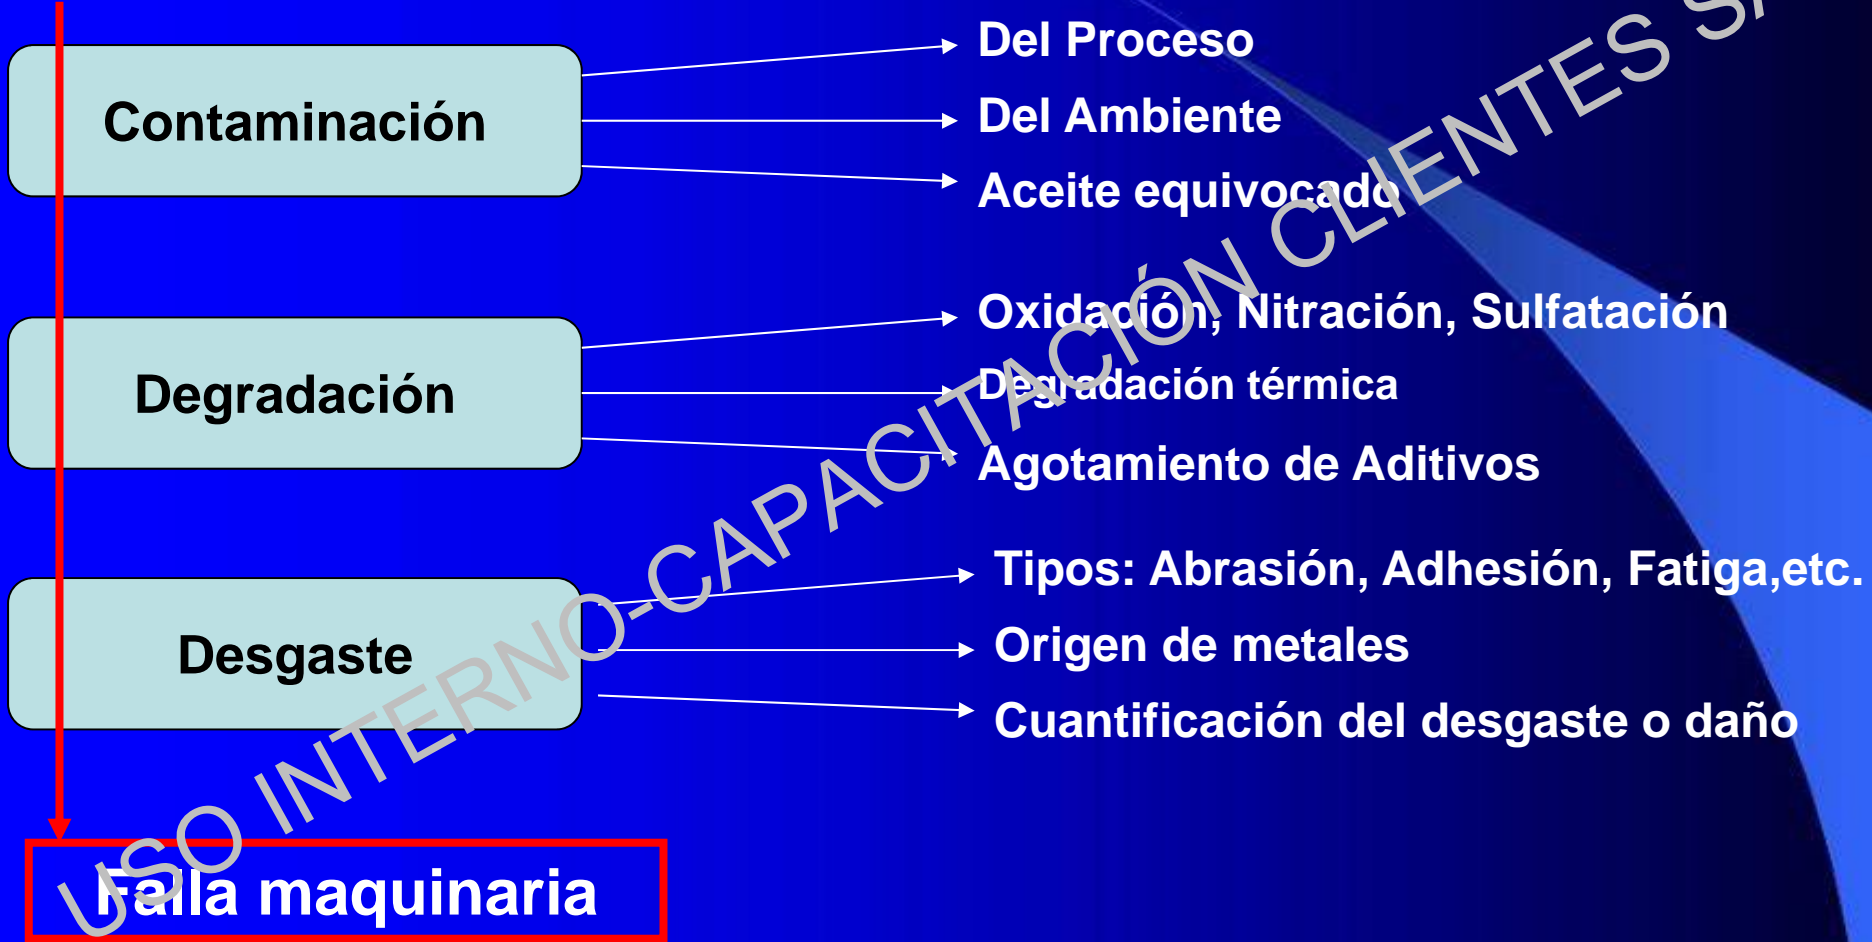 Contaminación
Del Proceso
Del Ambiente
Aceite equivocado
Degradación
Oxidación, Nitración, Sulfatación
Degradación térmica
Agotamiento de Aditivos
Desgaste
Tipos: Abrasión, Adhesión, Fatiga,etc.
Origen de metales
Cuantificación del desgaste o daño
Falla maquinaria
USO INTERNO-CAPACITACIÓN CLIENTES